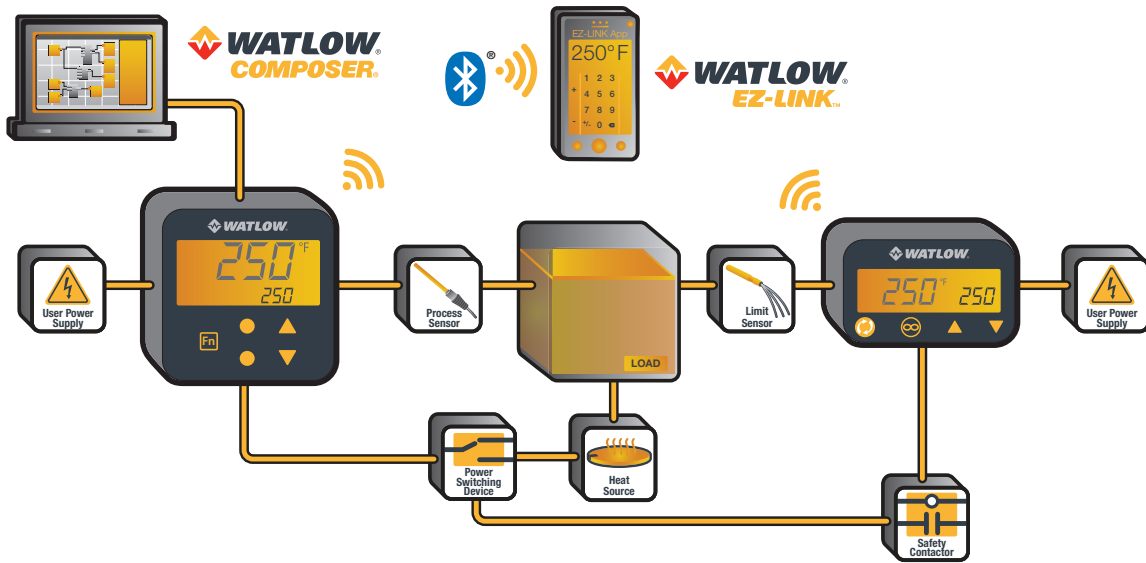 WATLOW®
COMPOSER®
®
EZ-LINK App
250°F
1 2 3
+ 4 5 6
7 8 9
- +/- 0
WATLOW®
EZ-LINK™
WATLOW®
250°F
250
Fn
User Power
Supply
Process
Sensor
LOAD
Limit
Sensor
WATLOW®
250°F 250
User Power
Supply
Power
Switching
Device
Heat
Source
Safety
Contactor